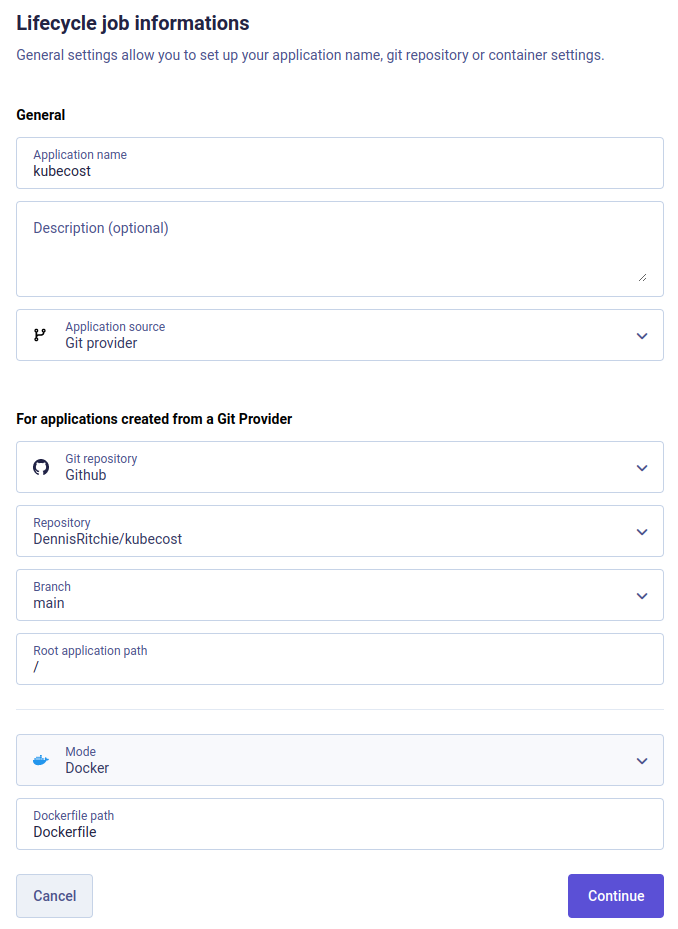 Lifecycle job informations
General settings allow you to set up your application name, git repository or container settings.
General
Application name
kubecost
Description (optional)
Application source
Git provider
For applications created from a Git Provider
Git repository
Github
Repository
DennisRitchie/kubecost
Branch
main
Root application path
/
Mode
Docker
Dockerfile path
Dockerfile
Cancel
Continue